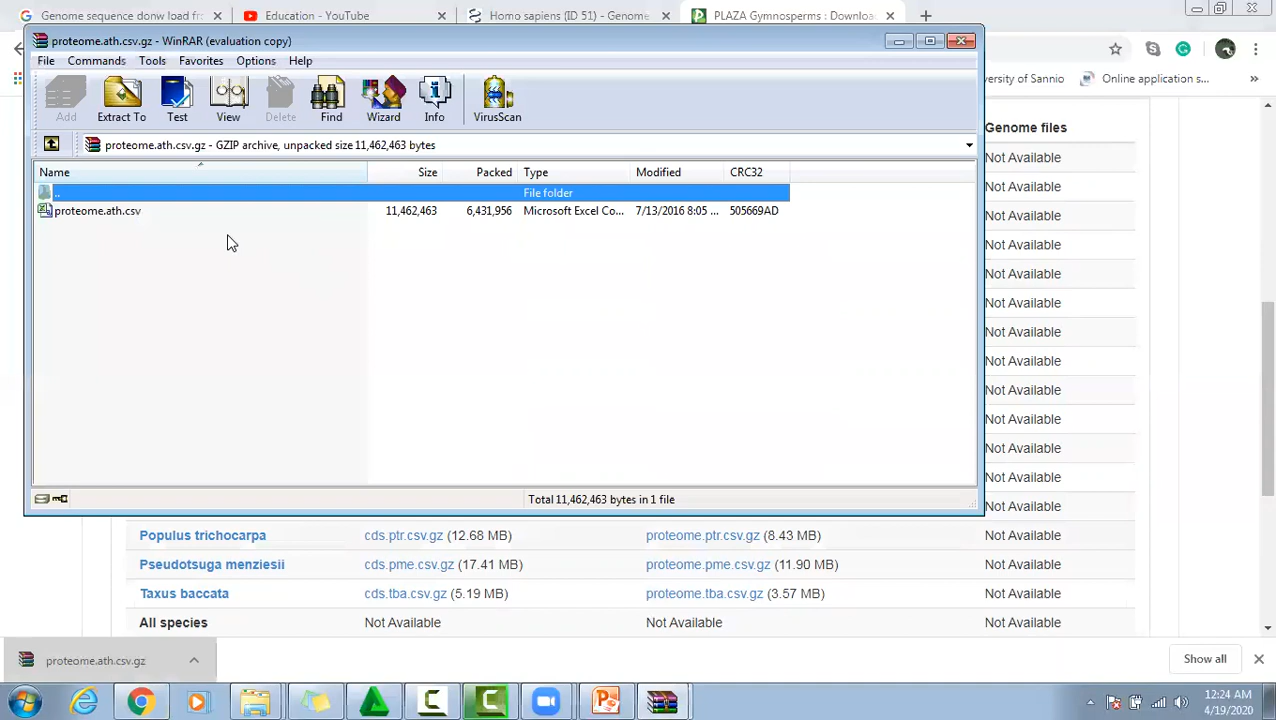 Genome sequence donw load fr
Education - YouTube
Homo sapiens (ID 51) - Genome
PLAZA Gymnosperms : Downloa
proteome.ath.csv.gz - WinRAR (evaluation copy)
File Commands Tools Favorites Options Help
Add Extract To Test View Delete Find Wizard Info VirusScan
proteome.ath.csv.gz - GZIP archive, unpacked size 11,462,463 bytes
Name Size Packed Type Modified CRC32
.. File folder
proteome.ath.csv 11,462,463 6,431,956 Microsoft Excel Co... 7/13/2016 8:05 ... 505669AD
Total 11,462,463 bytes in 1 file
versity of Sannio
Online application s...
Genome files
Not Available
Not Available
Not Available
Not Available
Not Available
Not Available
Not Available
Not Available
Not Available
Not Available
Not Available
Not Available
Not Available
Populus trichocarpa cds.ptr.csv.gz (12.68 MB) proteome.ptr.csv.gz (8.43 MB) Not Available
Pseudotsuga menziesii cds.pme.csv.gz (17.41 MB) proteome.pme.csv.gz (11.90 MB) Not Available
Taxus baccata cds.tba.csv.gz (5.19 MB) proteome.tba.csv.gz (3.57 MB) Not Available
All species Not Available Not Available Not Available
proteome.ath.csv.gz
Show all
12:24 AM
4/19/2020